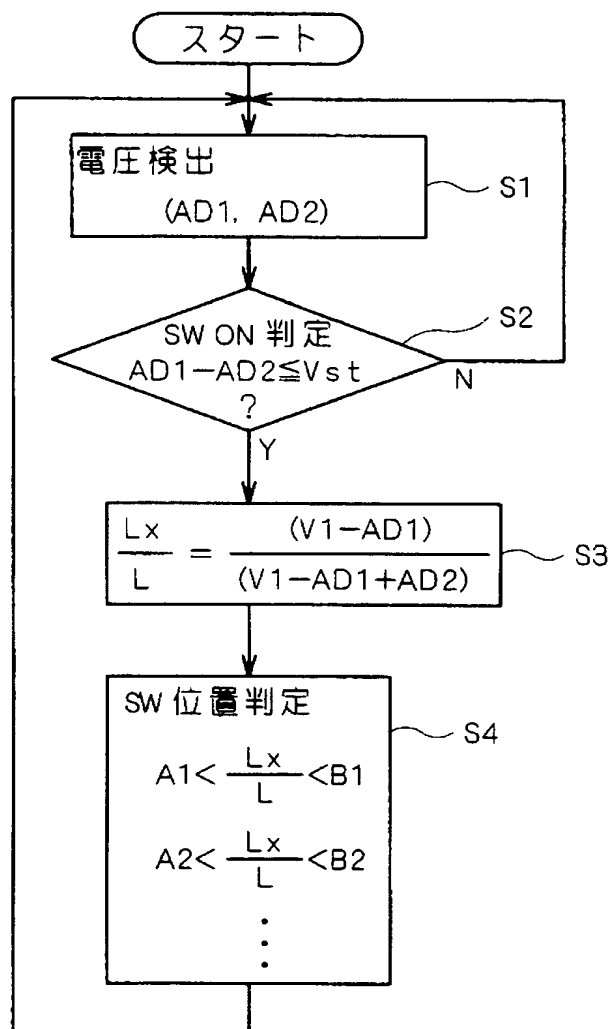 スタート
電圧検出
(AD1, AD2)
S1
SW ON 判定
AD1−AD2≦Vst
?
S2
N
Y
Lx/L = (V1−AD1)/(V1−AD1+AD2)
S3
SW 位置判定
S4
A1< Lx/L <B1
A2< Lx/L <B2
⋮